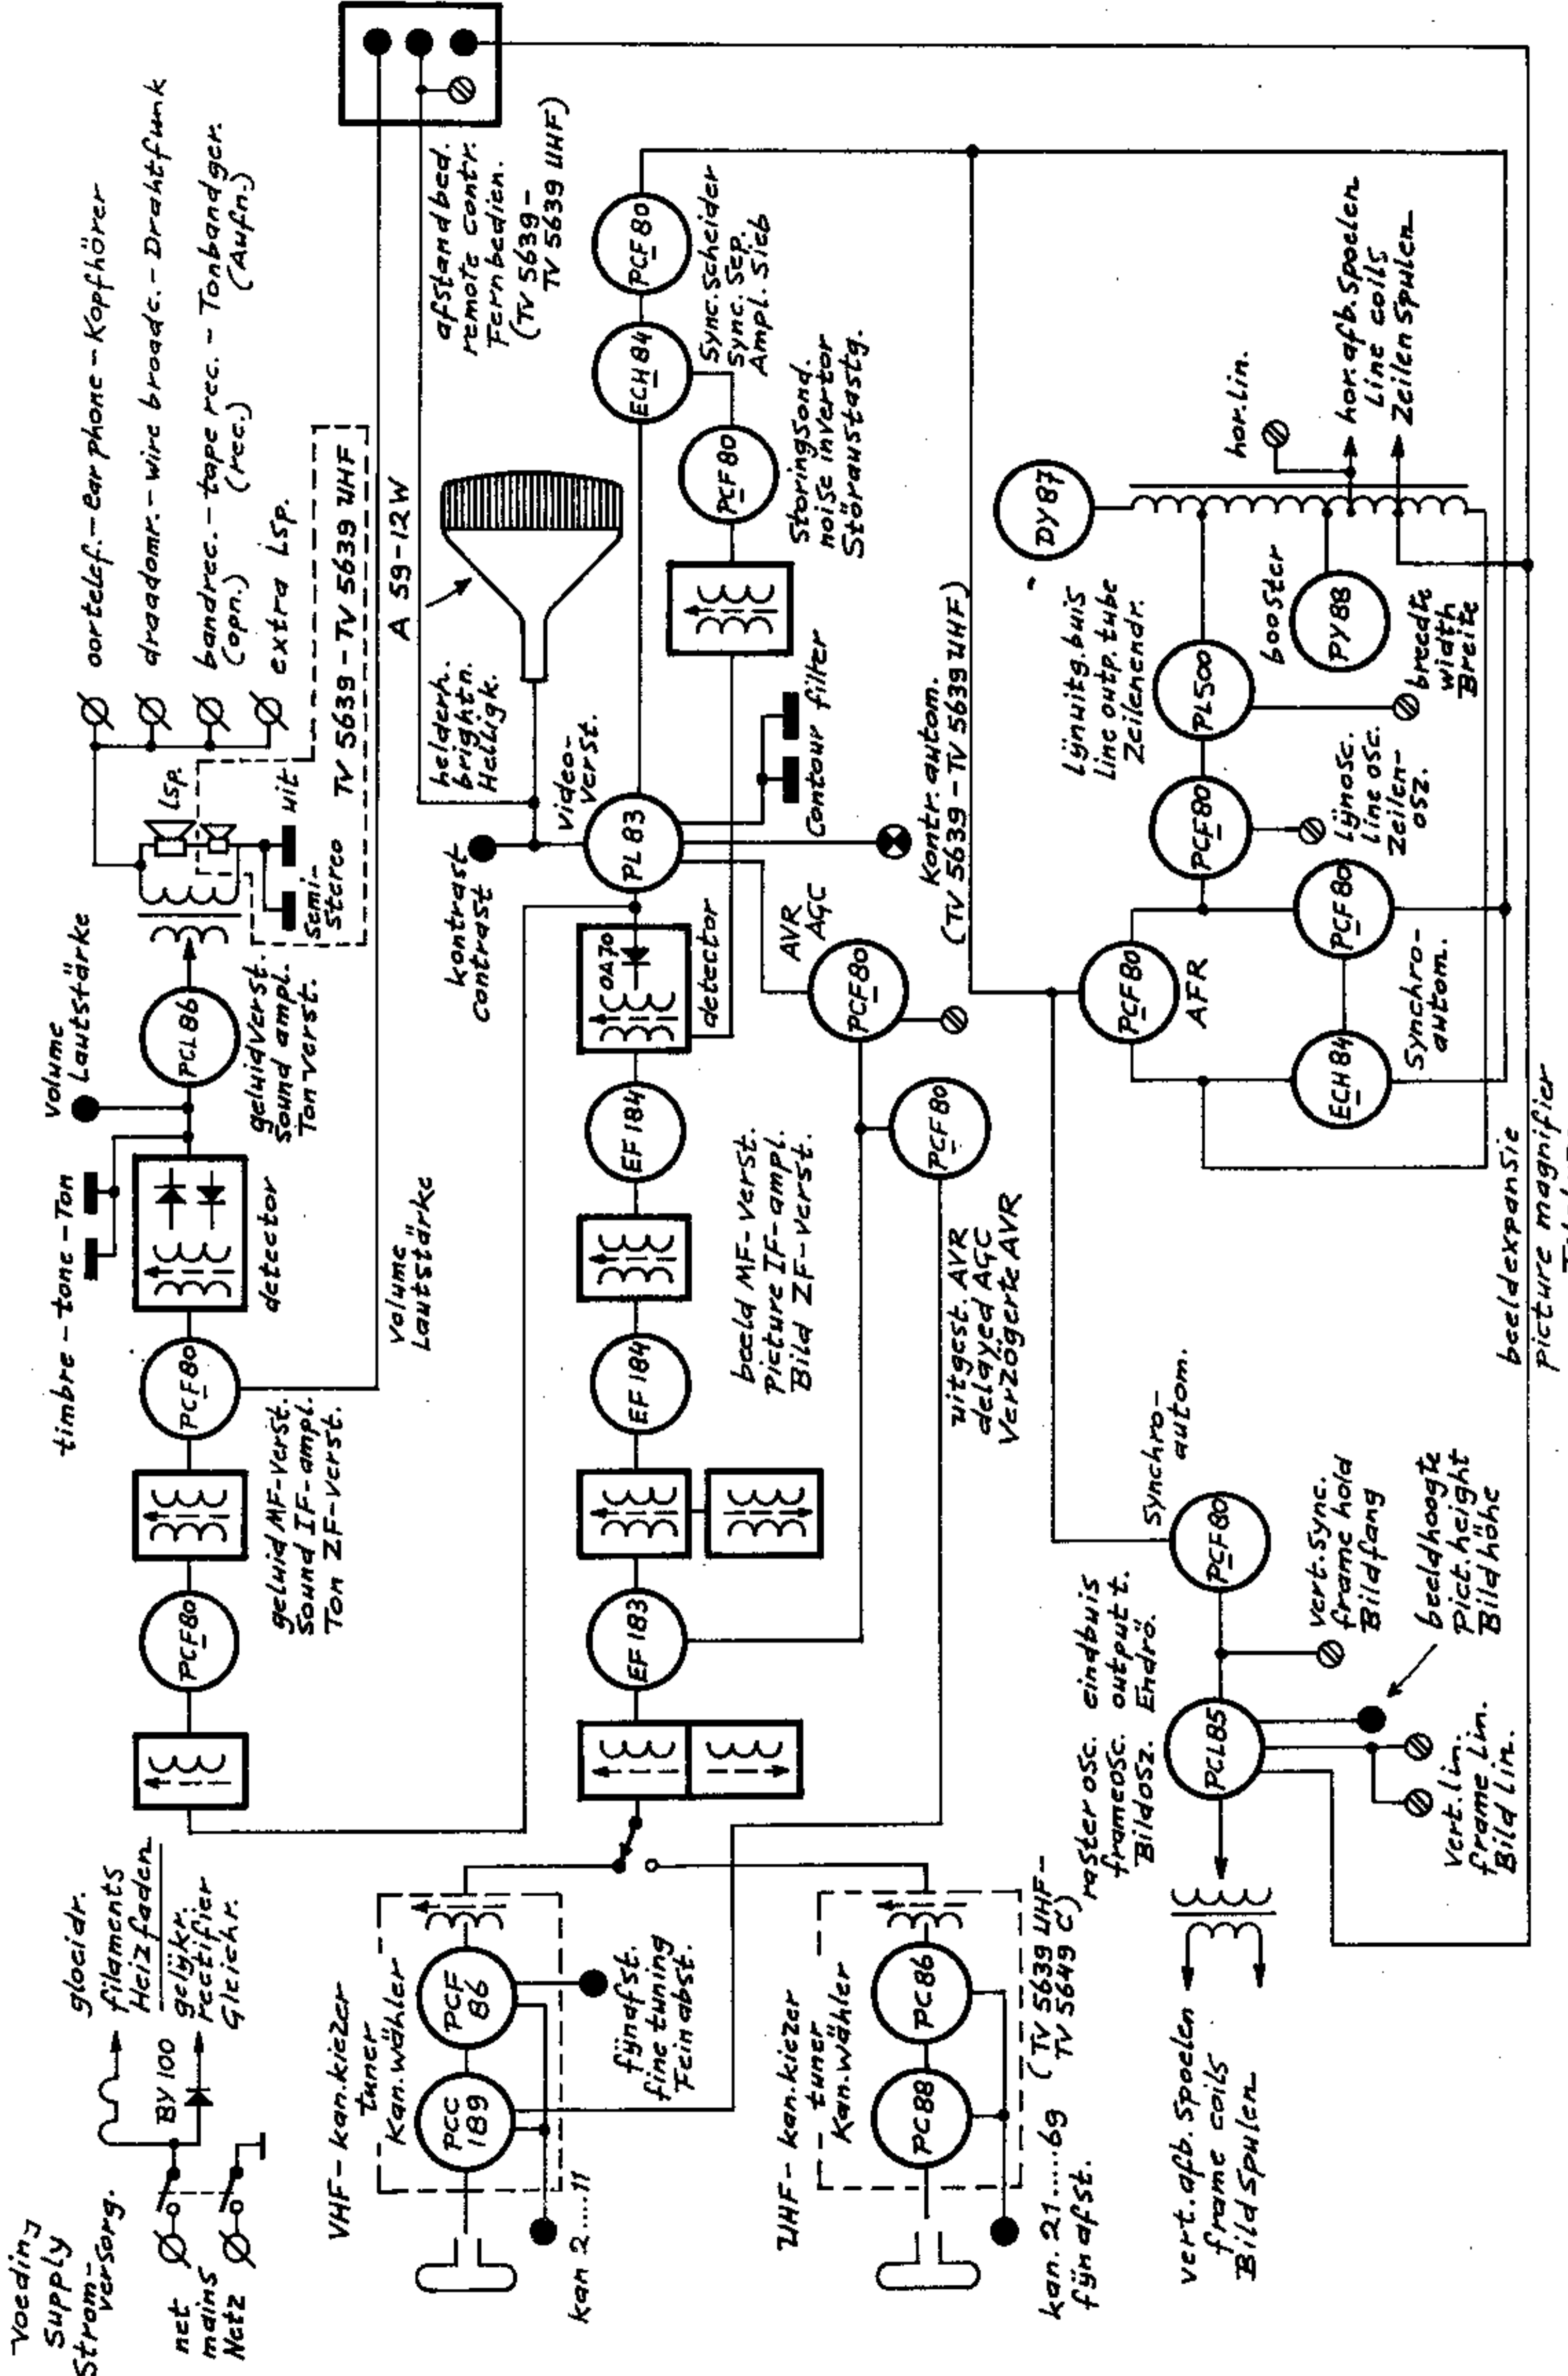 Voeding
Supply
Strom-
versorg.
net
mains
Netz
BY 100
gloeidr.
filaments
Heizfaden
gelijkr.
rectifier
Gleichr.
PCF80
geluid MF-verst.
Sound IF-ampl.
Ton ZF-verst.
PCF80
timbre - tone - Ton
detector
volume
Lautstärke
PCL86
geluidverst.
Sound ampl.
Tonverst.
Lsp.
semi-
stereo
uit
TV 5639 - TV 5639 UHF
oortelef. - earphone - Kopfhörer
draadomr. - wire broadc. - Drahtfunk
bandrec. - tape rec. - Tonbandger.
(opn.) (rec.) (Aufn.)
extra Lsp.
volume
Lautstärke
VHF - kan.kiezer
tuner
Kan.wähler
PCC
189
PCF
86
kan 2....11
fijnafst.
fine tuning
Feinabst.
EF183
EF184
EF184
beeld MF-verst.
Picture IF-ampl.
Bild ZF-verst.
OA70
detector
kontrast
contrast
PL83
video-
verst.
helderh.
brightn.
Helligk.
A 59-12W
afstandbed.
remote contr.
Fernbedien.
(TV 5639 -
TV 5639 UHF)
Contour filter
Kontr. autom.
(TV 5639 - TV 5639 UHF)
ECH84
PCF80
Sync.scheider
Sync. Sep.
Ampl. Sieb
PCF80
Storingsond.
noise invertor
Störaustastg.
AVR
AGC
PCF80
PCF80
uitgest. AVR
delayed AGC
Verzögerte AVR
UHF - kan.kiezer
tuner
Kan.wähler
PC88
PC86
kan. 21.....69 (TV 5639 UHF -
TV 5649 C)
fijnafst.
vert. afb. spoelen
frame coils
Bild Spulen
raster osc. eindbuis
frameosc. output t.
Bildosz. Endrö.
PCL85
PCF80
synchro-
autom.
vert.sync.
frame hold
Bildfang
beeldhoogte
Pict.height
Bildhöhe
vert.lin.
frame Lin.
Bild Lin.
PCF80
AFR
ECH84
Synchro-
autom.
PCF80
PCF80
Lijnosc.
Line osc.
Zeilen-
osz.
PL500
Lijnuitg.buis
Line outp. tube
Zeilenendr.
booster
PY88
breedte
width
Breite
DY87
hor.lin.
hor.afb.spoelen
Line coils
Zeilenspulen
beeldexpansie
picture magnifier